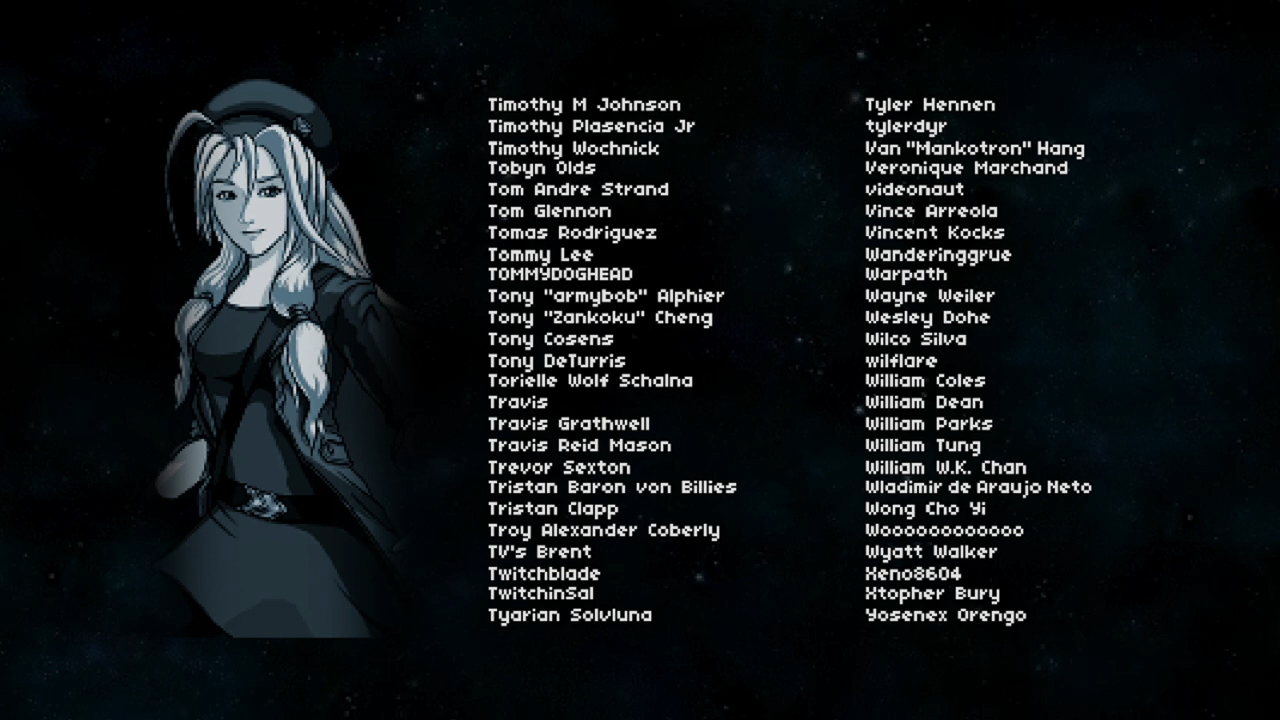 Timothy M Johnson
Timothy Plasencia Jr
Timothy Wochnick
Tobyn Olds
Tom Andre Strand
Tom Glennon
Tomas Rodriguez
Tommy Lee
TOMMYDOGHEAD
Tony "armybob" Alphier
Tony "Zankoku" Cheng
Tony Cosens
Tony DeTurris
Torielle Wolf Schalna
Travis
Travis Grathwell
Travis Reid Mason
Trevor Sexton
Tristan Baron von Billies
Tristan Clapp
Troy Alexander Coberly
TV's Brent
Twitchblade
TwitchinSal
Tyarian Solvluna
Tyler Hennen
tylerdyr
Van "Mankotron" Hang
Veronique Marchand
videonaut
Vince Arreola
Vincent Kocks
Wanderinggrue
Warpath
Wayne Weiler
Wesley Dohe
Wilco Silva
wilflare
William Coles
William Dean
William Parks
William Tung
William W.K. Chan
Wladimir de Araujo Neto
Wong Cho Yi
Woooooooooooo
Wyatt Walker
Xeno8604
Xtopher Bury
Yosenex Orengo